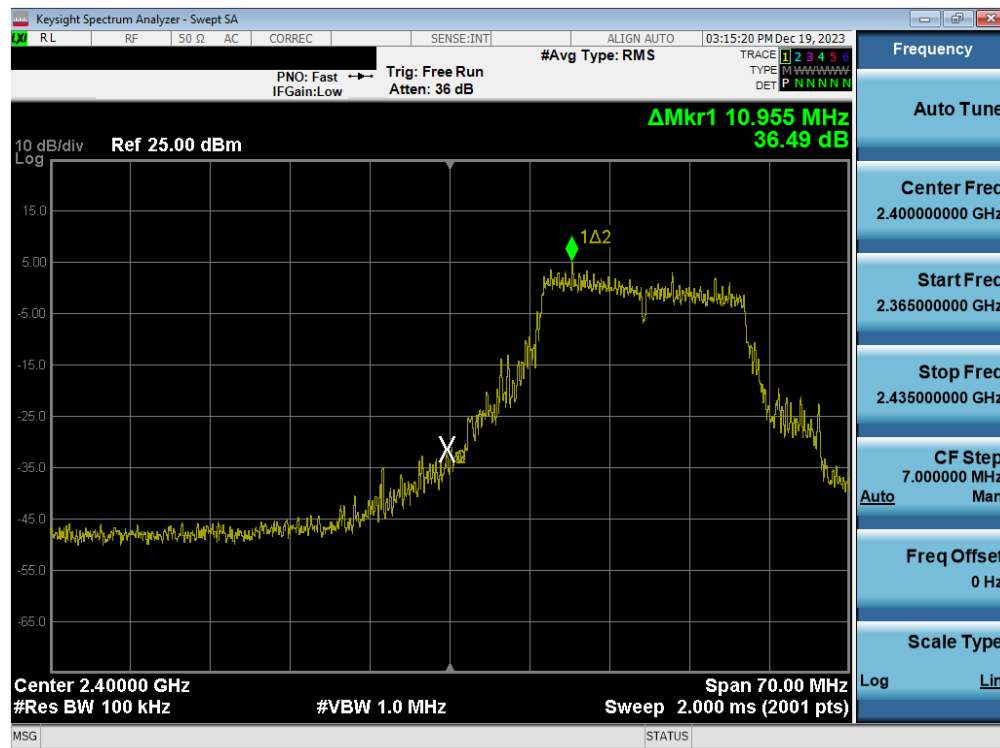 Keysight Spectrum Analyzer - Swept SA
LXI RL RF 50 Ω AC CORREC SENSE:INT ALIGN AUTO 03:15:20 PM Dec 19, 2023
#Avg Type: RMS
TRACE 1 2 3 4 5 6
TYPE M WWWWW
DET P N N N N N
PNO: Fast
IFGain:Low
Trig: Free Run
Atten: 36 dB
ΔMkr1 10.955 MHz
36.49 dB
10 dB/div
Log
Ref 25.00 dBm
15.0
5.00
-5.00
-15.0
-25.0
-35.0
-45.0
-55.0
-65.0
1Δ2
X
Center 2.40000 GHz
Span 70.00 MHz
#Res BW 100 kHz
#VBW 1.0 MHz
Sweep 2.000 ms (2001 pts)
MSG
STATUS
Frequency
Auto Tune
Center Freq
2.400000000 GHz
Start Freq
2.365000000 GHz
Stop Freq
2.435000000 GHz
CF Step
7.000000 MHz
Auto Man
Freq Offset
0 Hz
Scale Type
Log Lin